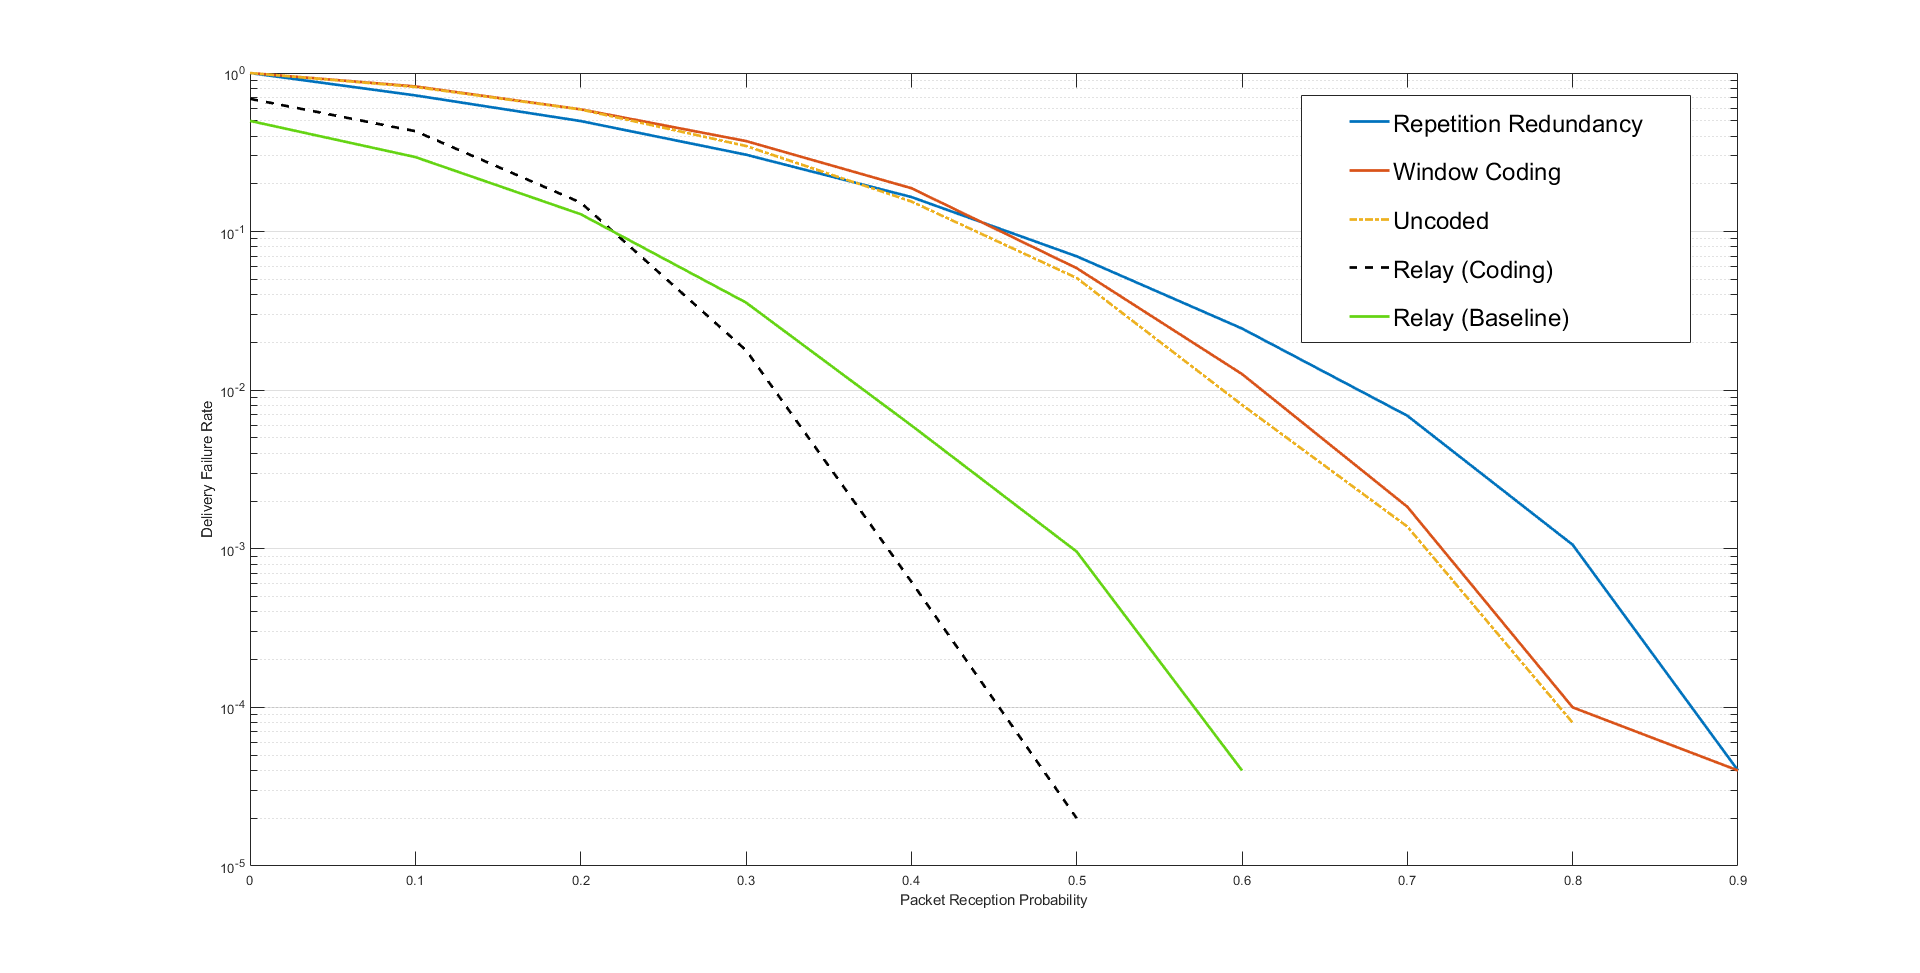 10^0
10^-1
10^-2
10^-3
10^-4
10^-5
Delivery Failure Rate
Repetition Redundancy
Window Coding
Uncoded
Relay (Coding)
Relay (Baseline)
0 0.1 0.2 0.3 0.4 0.5 0.6 0.7 0.8 0.9
Packet Reception Probability